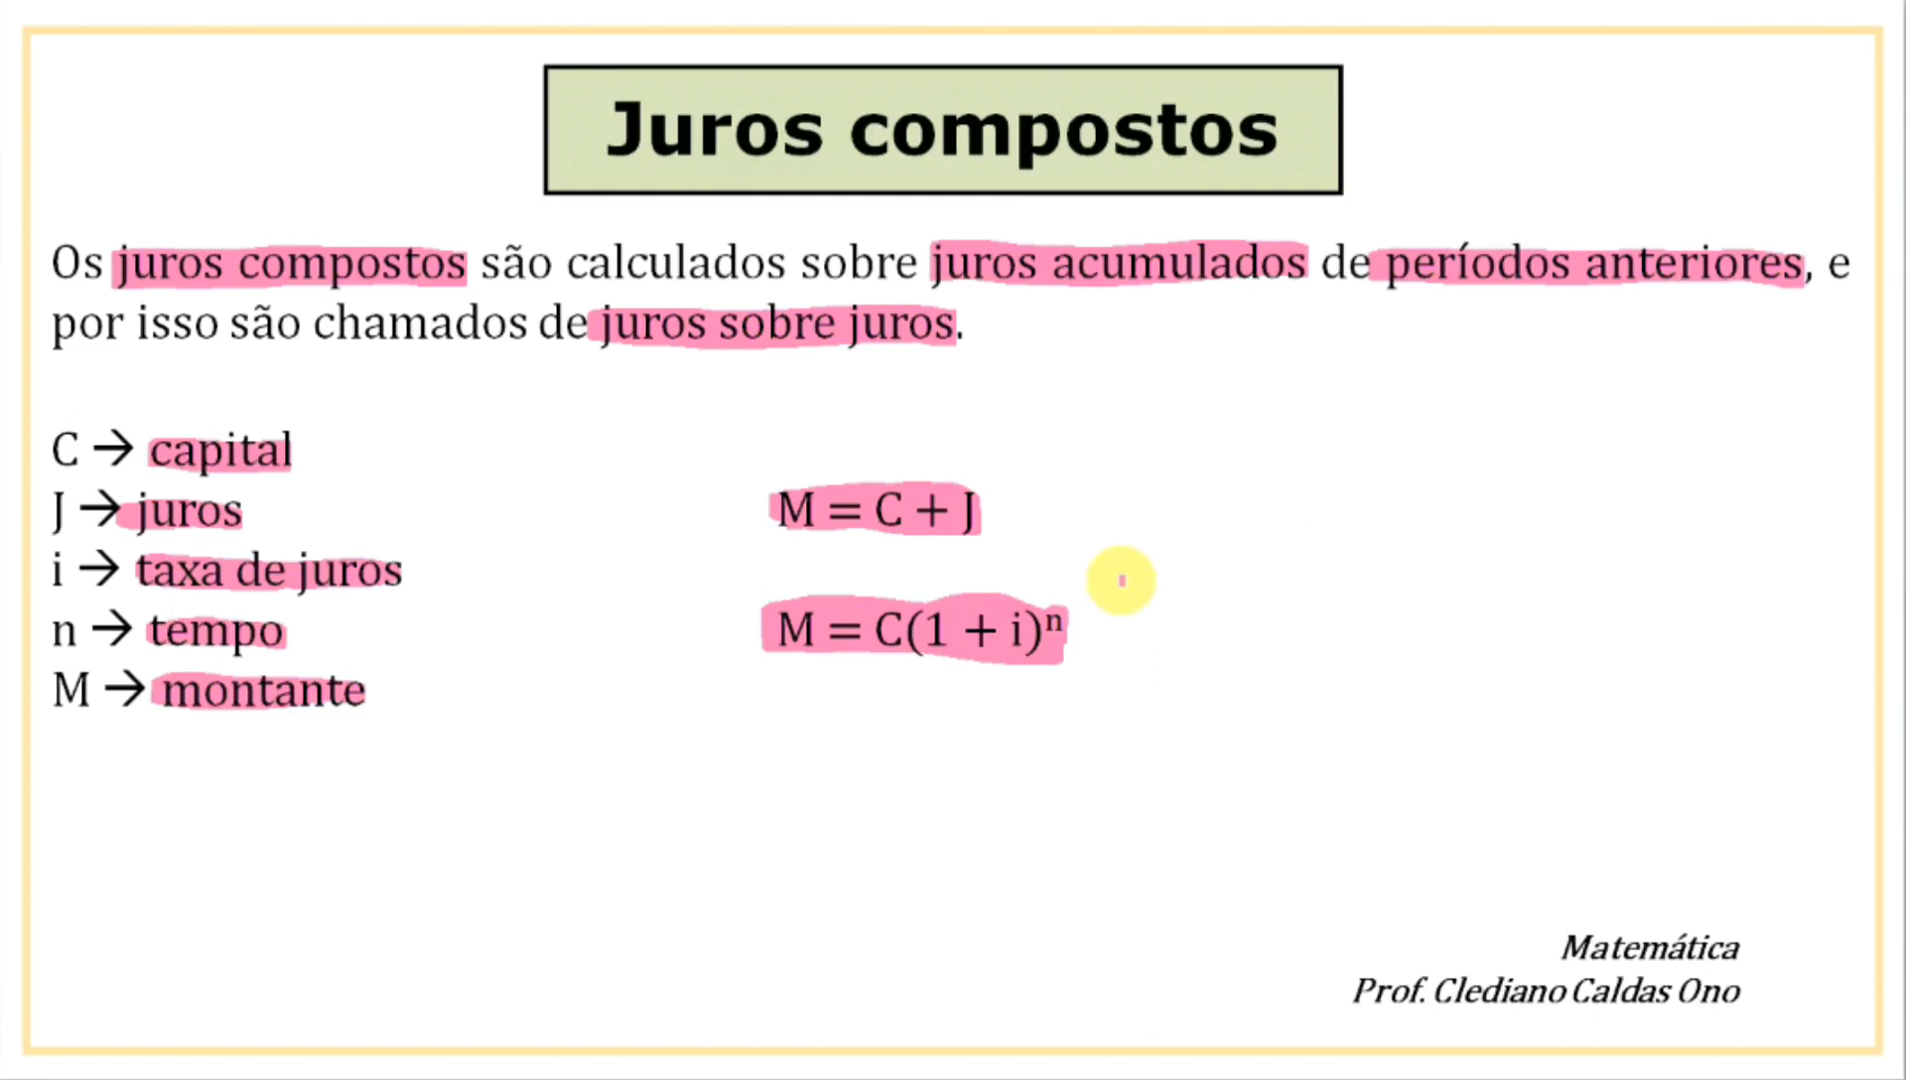 Juros compostos
Os juros compostos são calculados sobre juros acumulados de períodos anteriores, e
por isso são chamados de juros sobre juros.
C → capital
J → juros
i → taxa de juros
n → tempo
M → montante
M = C + J
M = C(1 + i)ⁿ
Matemática
Prof. Clediano Caldas Ono